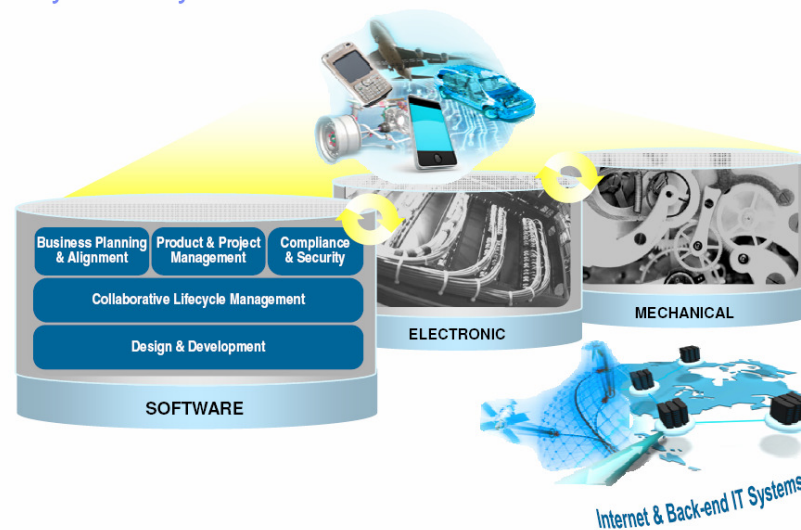 Business Planning
& Alignment
Product & Project
Management
Compliance
& Security
Collaborative Lifecycle Management
Design & Development
SOFTWARE
ELECTRONIC
MECHANICAL
Internet & Back-end IT Systems